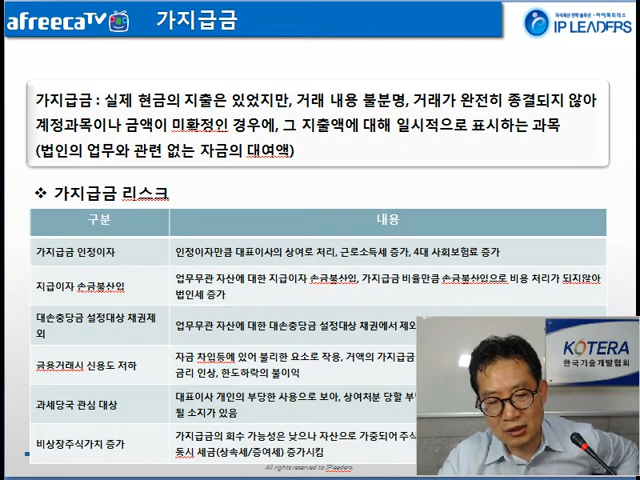 afreecaTV 가지급금
지식재산 전략 솔루션 - 아이피리더스
IP LEADERS
가지급금 : 실제 현금의 지출은 있었지만, 거래 내용 불분명, 거래가 완전히 종결되지 않아
계정과목이나 금액이 미확정인 경우에, 그 지출액에 대해 일시적으로 표시하는 과목
(법인의 업무와 관련 없는 자금의 대여액)
❖ 가지급금 리스크
구분 내용
가지급금 인정이자 인정이자만큼 대표이사의 상여로 처리, 근로소득세 증가, 4대 사회보험료 증가
지급이자 손금불산입 업무무관 자산에 대한 지급이자 손금불산입, 가지급금 비율만큼 손금불산입으로 비용 처리가 되지않아
법인세 증가
대손충당금 설정대상 채권제
외 업무무관 자산에 대한 대손충당금 설정대상 채권에서 제외
금융거래시 신용도 저하 자금 차입등에 있어 불리한 요소로 작용, 거액의 가지급금
금리 인상, 한도하락의 불이익
과세당국 관심 대상 대표이사 개인의 부당한 사용으로 보아, 상여처분 당할
될 소지가 있음
비상장주식가치 증가 가지급금의 회수 가능성은 낮으나 자산으로 가중되어
동시 세금(상속세/증여세) 증가시킴
KOTERA
한국기술개발협회
All rights reserved to IPleaders.